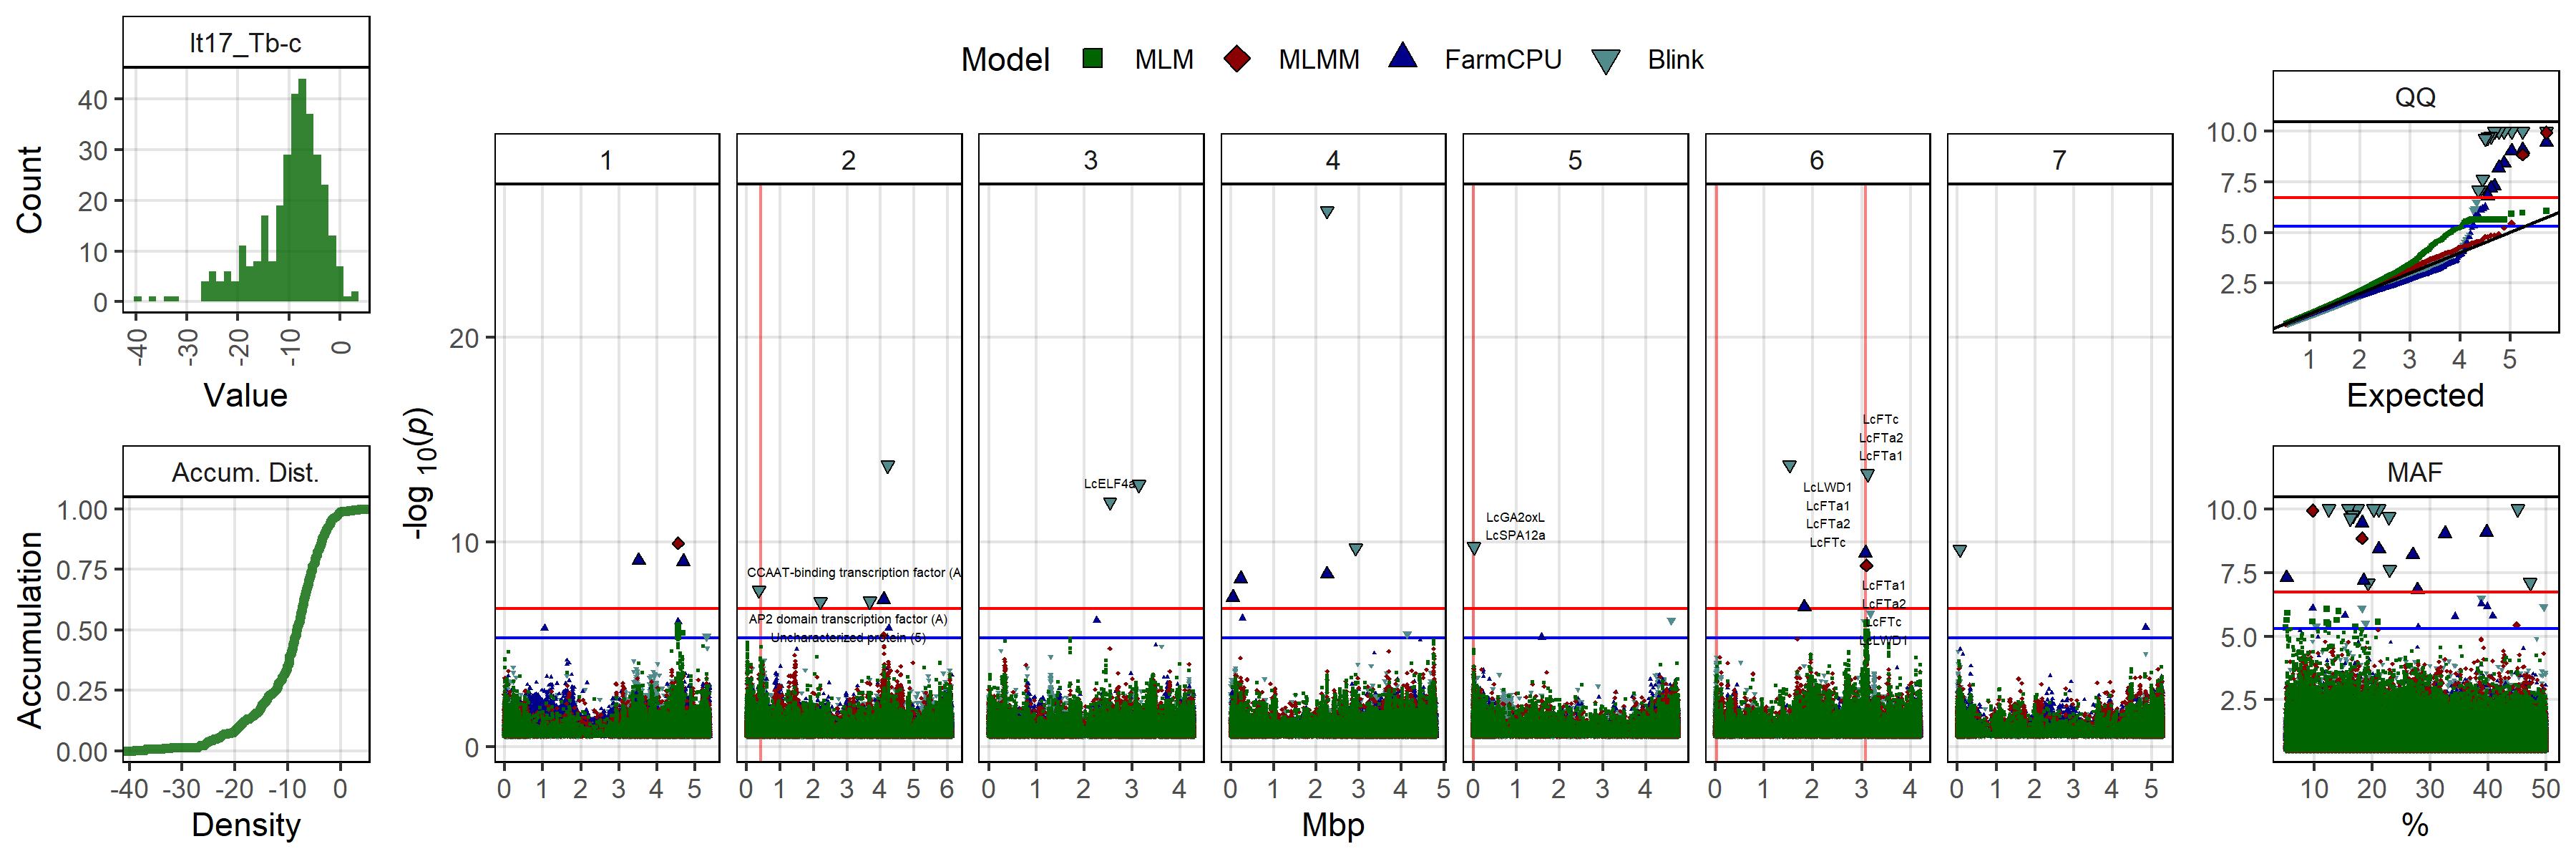 lt17_Tb-c
Count
40
30
20
10
0
-40 -30 -20 -10 0
Value
Accum. Dist.
Accumulation
1.00
0.75
0.50
0.25
0.00
-40 -30 -20 -10 0
Density
Model MLM MLMM FarmCPU Blink
-log 10(p)
20
10
0
1 2 3 4 5 6 7
CCAAT-binding transcription factor (A
AP2 domain transcription factor (A)
Uncharacterized protein (5)
LcELF4a
LcGA2oxL
LcSPA12a
LcFTc
LcFTa2
LcFTa1
LcLWD1
LcFTa1
LcFTa2
LcFTc
LcFTa1
LcFTa2
LcFTc
LcLWD1
0 1 2 3 4 5
0 1 2 3 4 5 6
0 1 2 3 4
0 1 2 3 4 5
0 1 2 3 4
0 1 2 3 4
0 1 2 3 4 5
Mbp
QQ
10.0
7.5
5.0
2.5
1 2 3 4 5
Expected
MAF
10.0
7.5
5.0
2.5
10 20 30 40 50
%